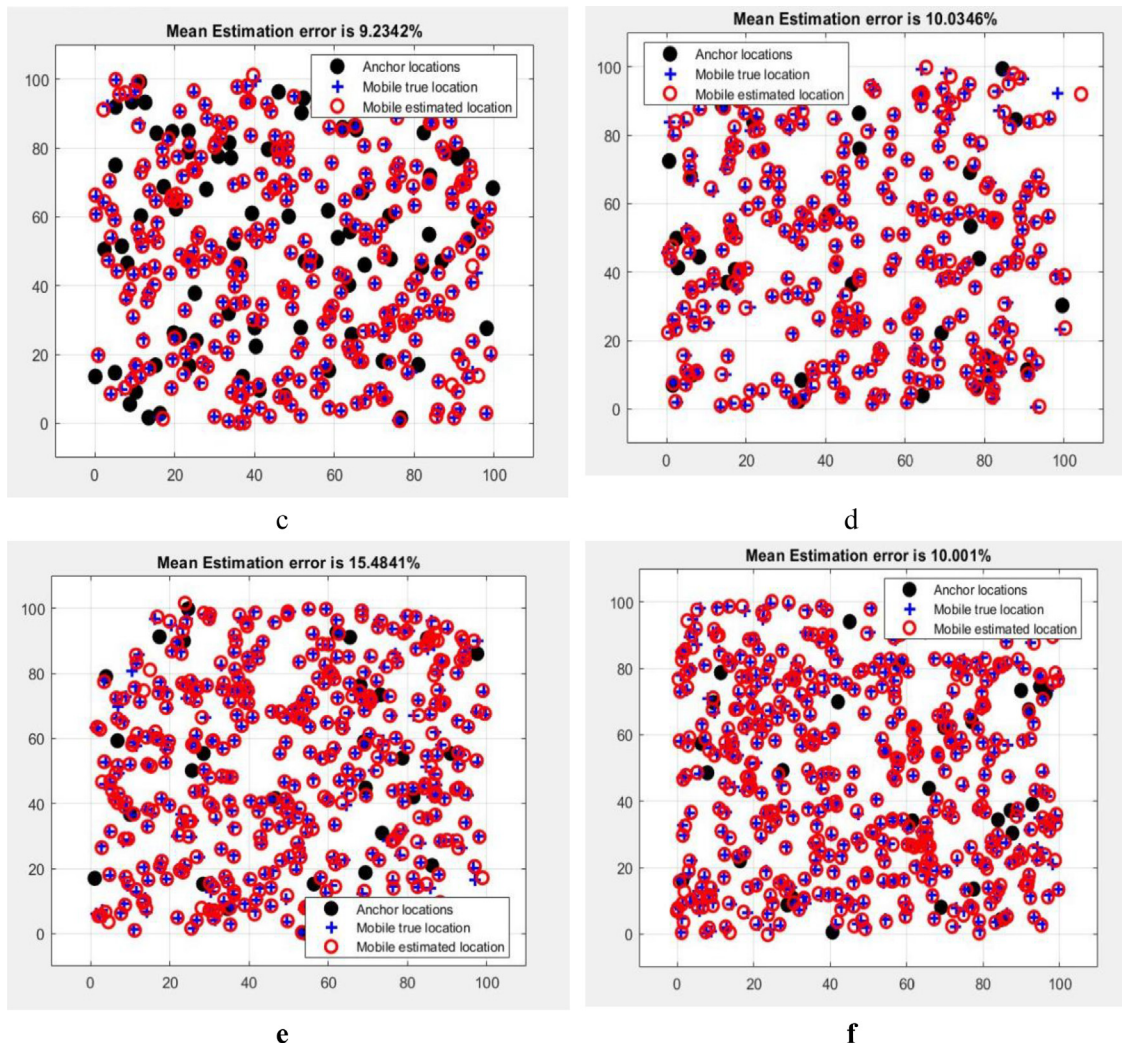 Mean Estimation error is 9.2342%
Anchor locations
Mobile true location
Mobile estimated location
100
80
60
40
20
0
0 20 40 60 80 100
c
Mean Estimation error is 10.0346%
Anchor locations
Mobile true location
Mobile estimated location
100
80
60
40
20
0
0 20 40 60 80 100
d
Mean Estimation error is 15.4841%
100
80
60
40
20
0
Anchor locations
Mobile true location
Mobile estimated location
0 20 40 60 80 100
e
Mean Estimation error is 10.001%
Anchor locations
Mobile true location
Mobile estimated location
100
80
60
40
20
0
0 20 40 60 80 100
f